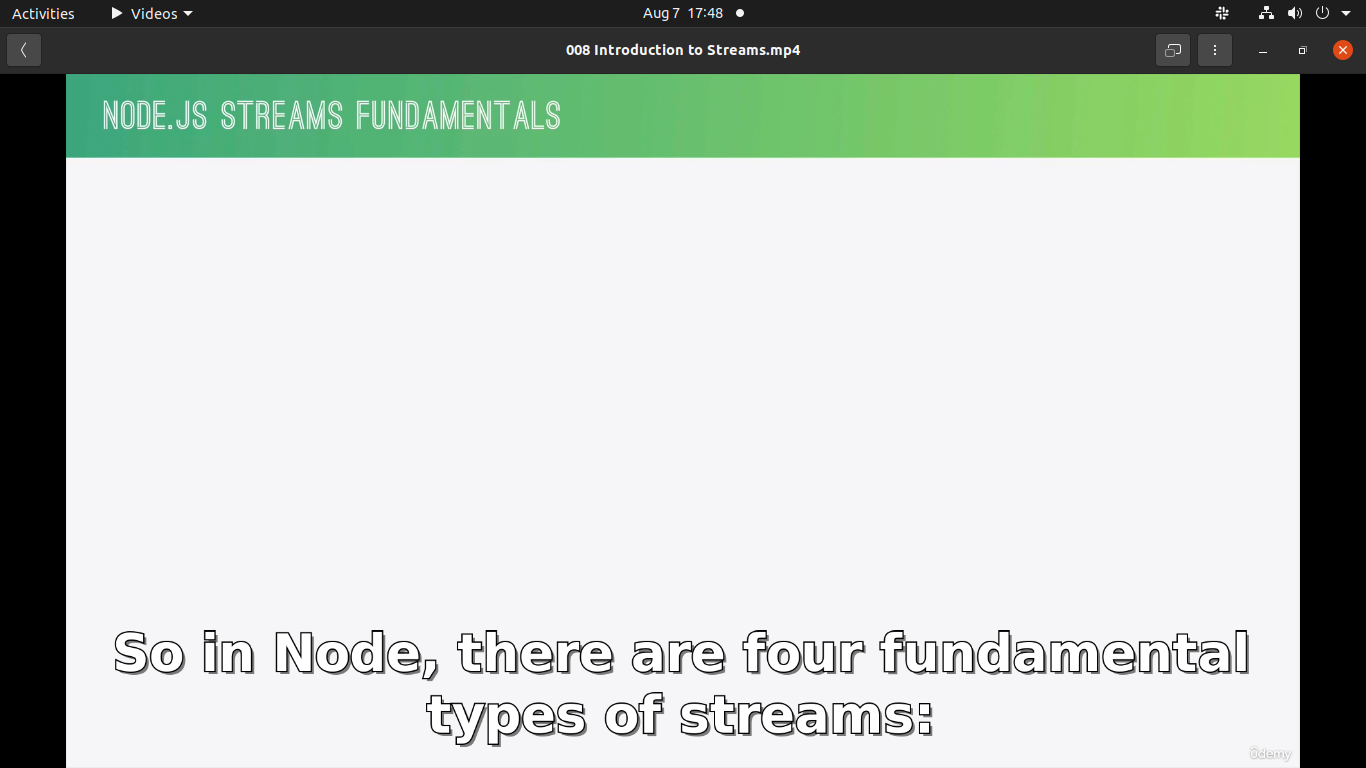 Activities Videos Aug 7 17:48
008 Introduction to Streams.mp4
NODE.JS STREAMS FUNDAMENTALS
So in Node, there are four fundamental
types of streams:
ûdemy